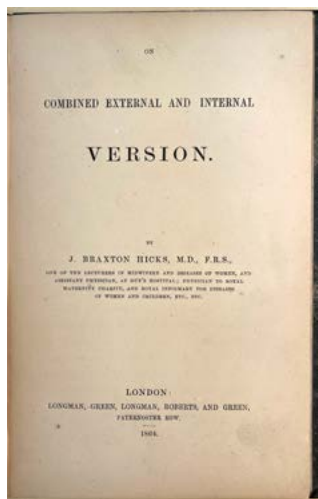 ON
COMBINED EXTERNAL AND INTERNAL
VERSION.
BY
J. BRAXTON HICKS, M.D., F.R.S.,
ONE OF THE LECTURERS IN MIDWIFERY AND DISEASES OF WOMEN, AND
ASSISTANT PHYSICIAN, AT GUY'S HOSPITAL; PHYSICIAN TO ROYAL
MATERNITY CHARITY, AND ROYAL INFIRMARY FOR DISEASES
OF WOMEN AND CHILDREN, ETC., ETC.
LONDON:
LONGMAN, GREEN, LONGMAN, ROBERTS, AND GREEN,
PATERNOSTER ROW.
1864.